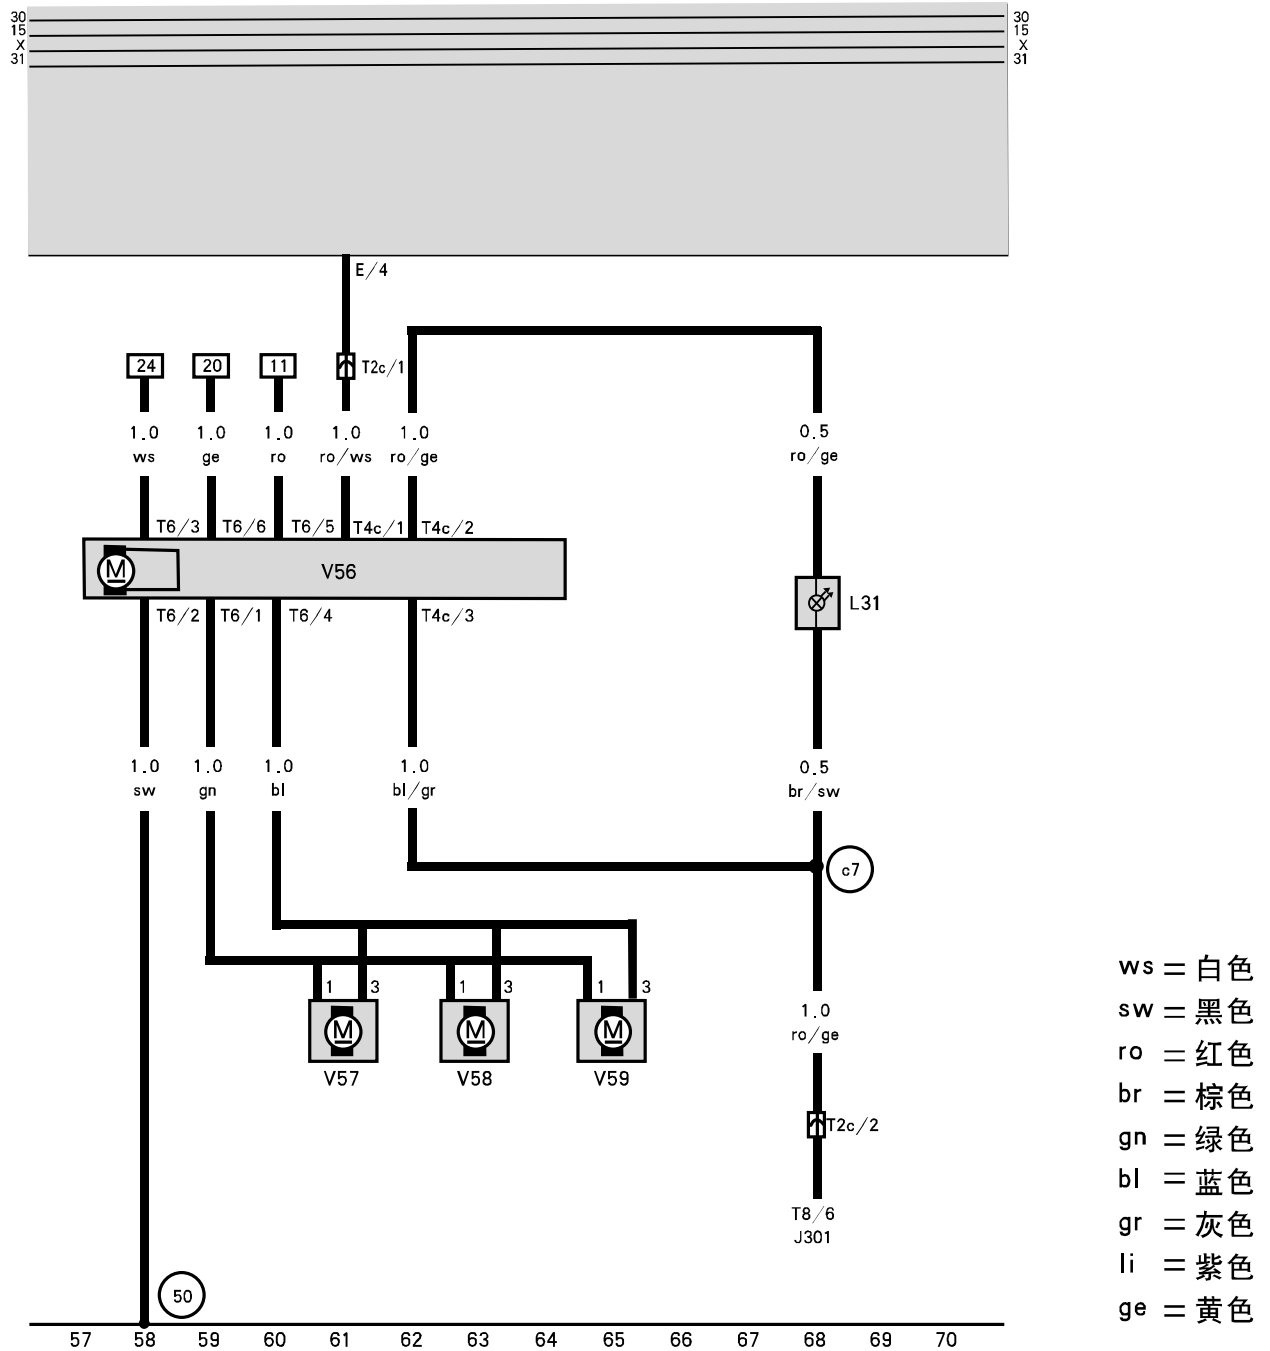 30 30
15 15
X X
31 31
E/4
24 20 11 T2c/1
1.0 1.0 1.0 1.0 1.0 0.5
ws ge ro ro/ws ro/ge ro/ge
T6/3 T6/6 T6/5 T4c/1 T4c/2
M V56
L31
T6/2 T6/1 T6/4 T4c/3
1.0 1.0 1.0 1.0 0.5
sw gn bl bl/gr br/sw
c7
1 3 1 3 1 3
M M M
V57 V58 V59
1.0
ro/ge
T2c/2
T8/6
J301
ws = 白色
sw = 黑色
ro = 红色
br = 棕色
gn = 绿色
bl = 蓝色
gr = 灰色
li = 紫色
ge = 黄色
50
57 58 59 60 61 62 63 64 65 66 67 68 69 70